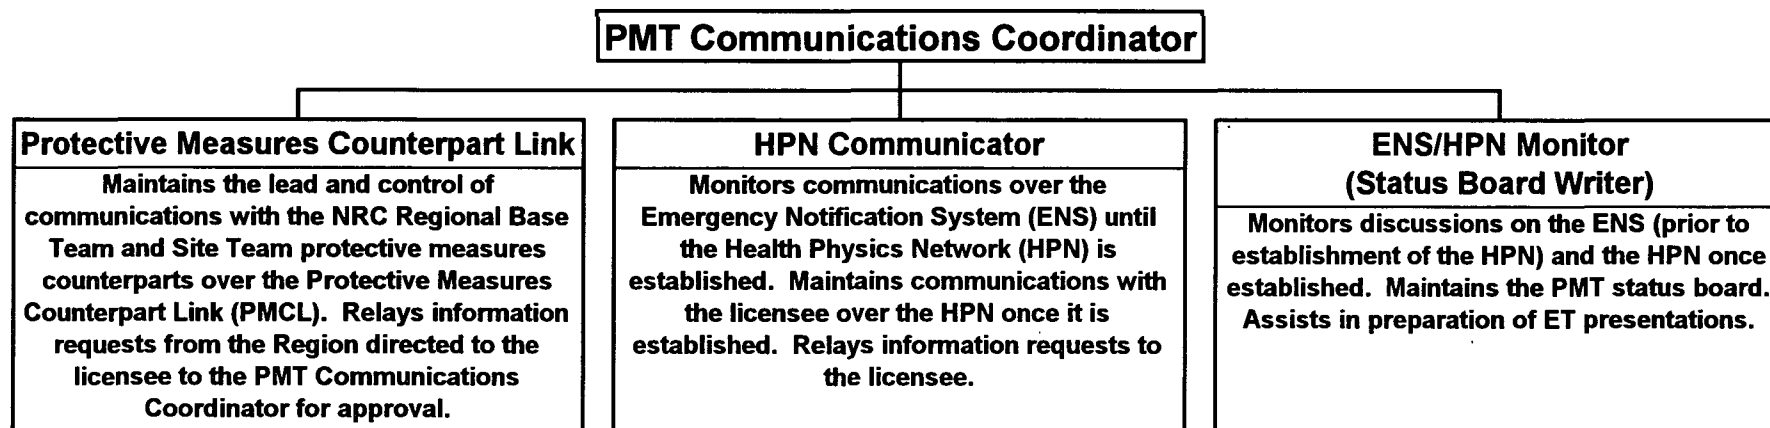 PMT Communications Coordinator
Protective Measures Counterpart Link
Maintains the lead and control of
communications with the NRC Regional Base
Team and Site Team protective measures
counterparts over the Protective Measures
Counterpart Link (PMCL).  Relays information
requests from the Region directed to the
licensee to the PMT Communications
Coordinator for approval.
HPN Communicator
Monitors communications over the
Emergency Notification System (ENS) until
the Health Physics Network (HPN) is
established.  Maintains communications with
the licensee over the HPN once it is
established.  Relays information requests to
the licensee.
ENS/HPN Monitor
(Status Board Writer)
Monitors discussions on the ENS (prior to
establishment of the HPN) and the HPN once
established.  Maintains the PMT status board.
Assists in preparation of ET presentations.